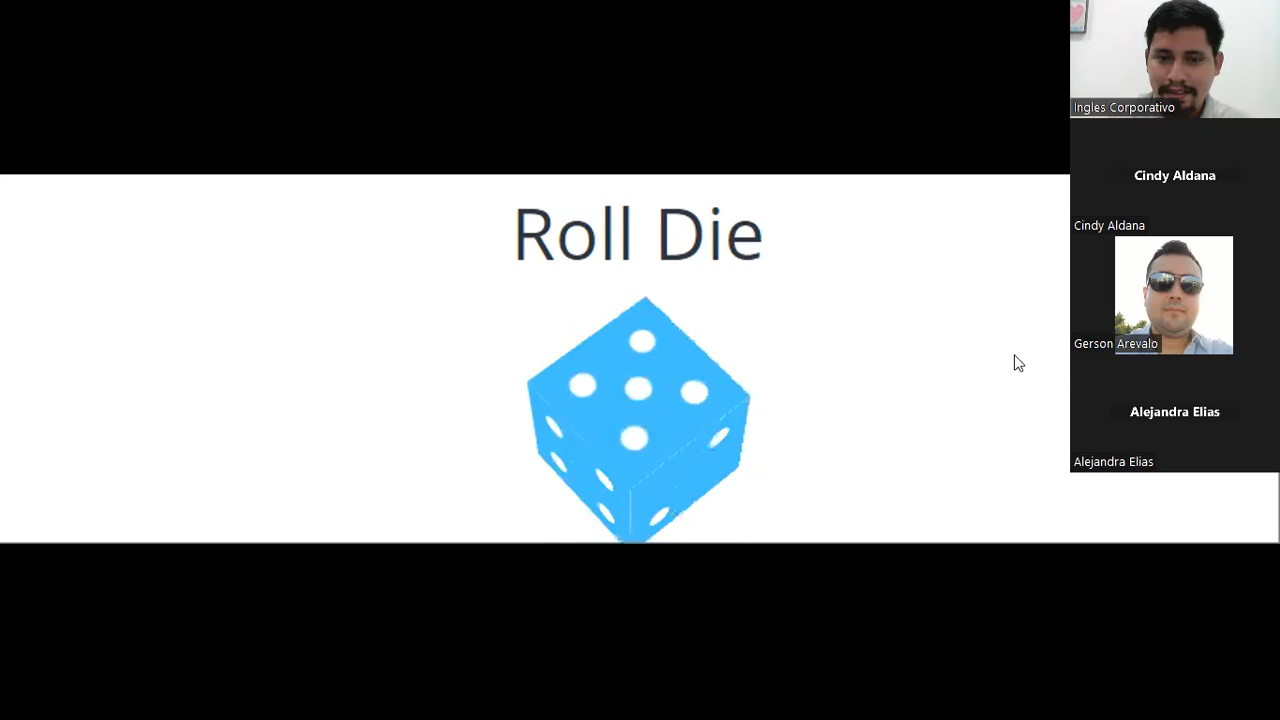 Roll Die
Ingles Corporativo
Cindy Aldana
Cindy Aldana
Gerson Arevalo
Alejandra Elias
Alejandra Elias